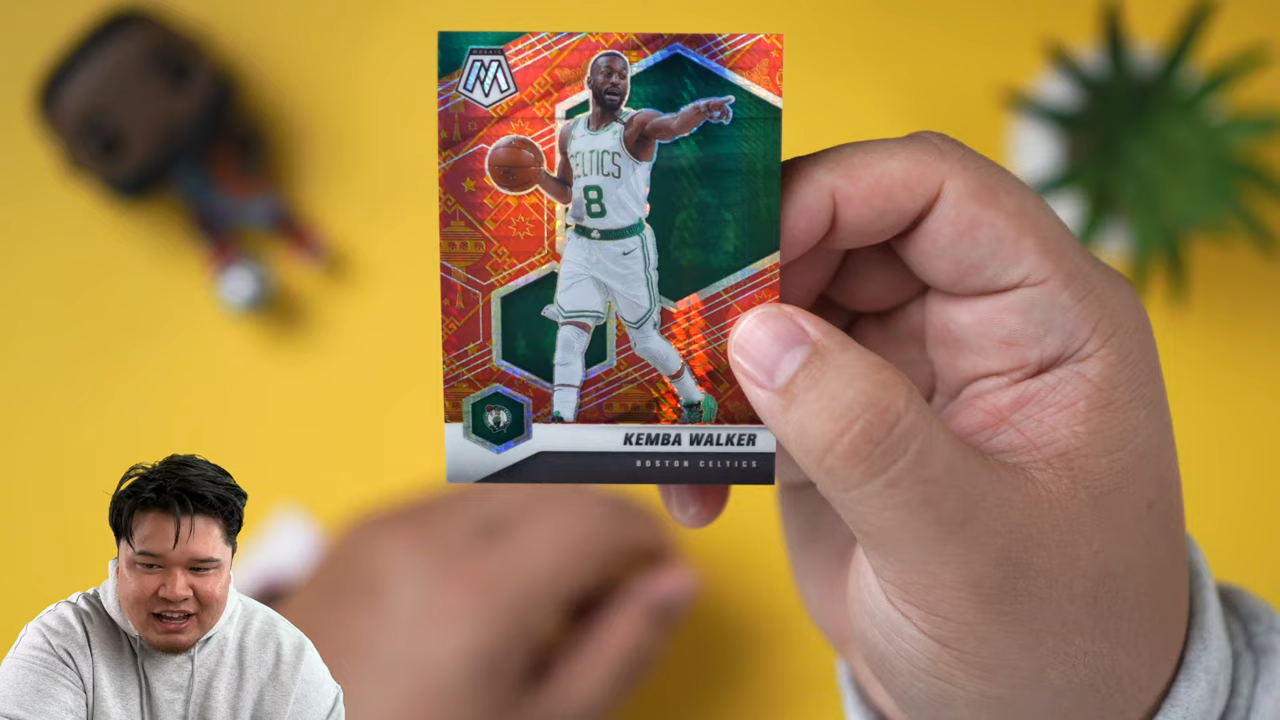 MOSAIC
CELTICS
8
KEMBA WALKER
BOSTON CELTICS